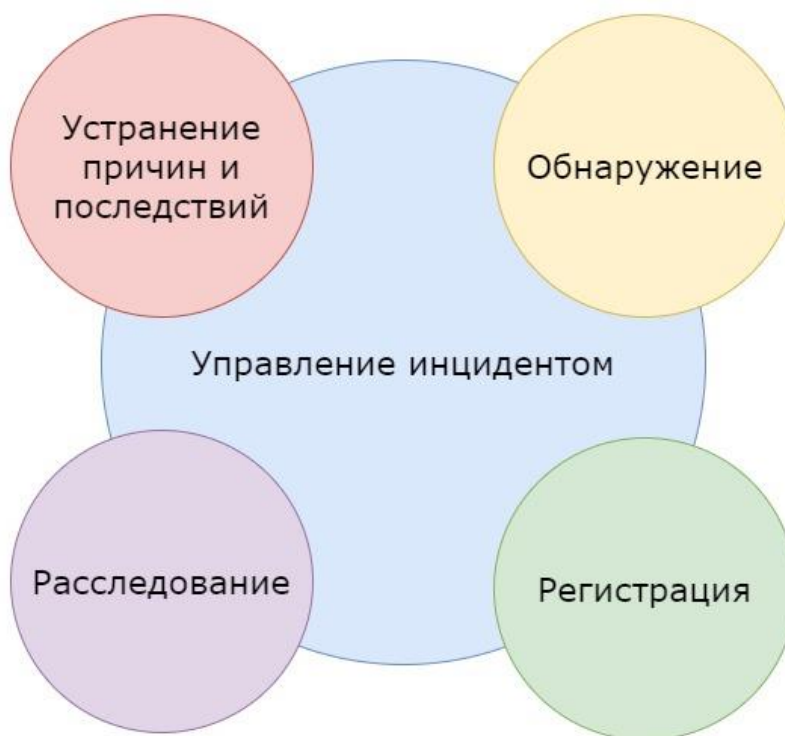 Устранение
причин и
последствий
Обнаружение
Управление инцидентом
Расследование
Регистрация